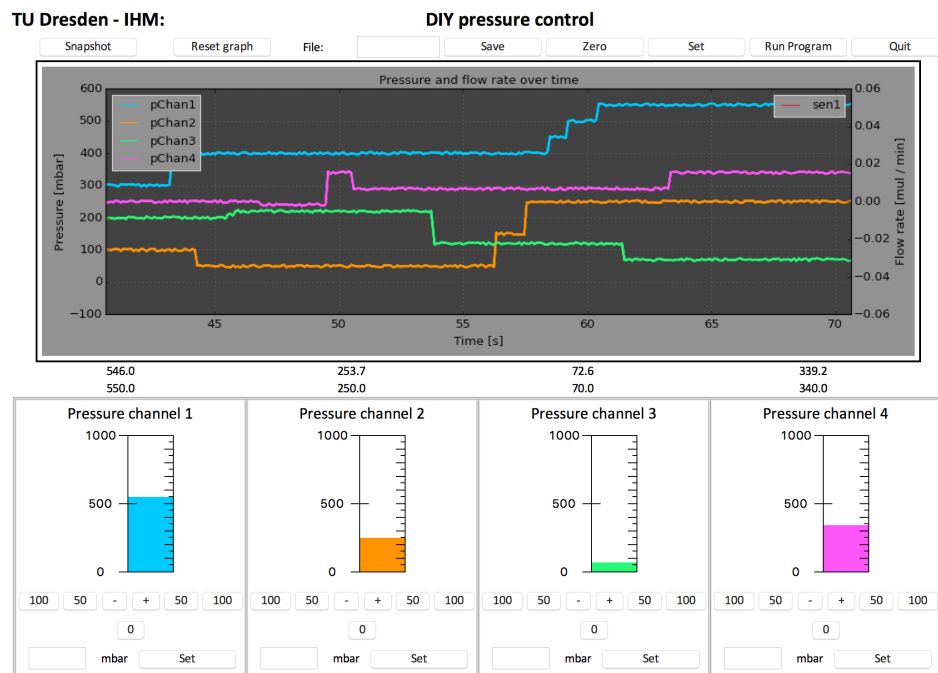 TU Dresden - IHM: DIY pressure control
Snapshot Reset graph File: Save Zero Set Run Program Quit
Pressure and flow rate over time
600 500 400 300 200 100 0 −100
Pressure [mbar]
pChan1
pChan2
pChan3
pChan4
sen1
0.06 0.04 0.02 0.00 −0.02 −0.04 −0.06
Flow rate [mul / min]
45 50 55 60 65 70
Time [s]
546.0 253.7 72.6 339.2
550.0 250.0 70.0 340.0
Pressure channel 1 Pressure channel 2 Pressure channel 3 Pressure channel 4
1000 1000 1000 1000
500 500 500 500
0 0 0 0
100 50 - + 50 100 100 50 - + 50 100 100 50 - + 50 100 100 50 - + 50 100
0 0 0 0
mbar Set mbar Set mbar Set mbar Set